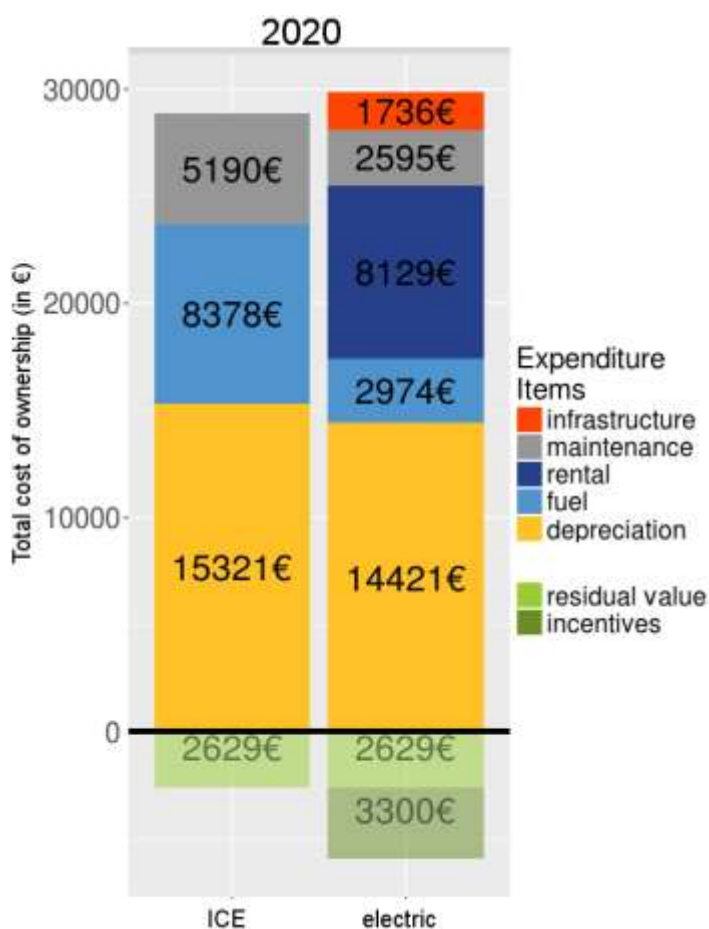 2020
30000
20000
10000
0
Total cost of ownership (in €)
5190€
8378€
15321€
2629€
1736€
2595€
8129€
2974€
14421€
2629€
3300€
ICE
electric
Expenditure
Items
infrastructure
maintenance
rental
fuel
depreciation
residual value
incentives